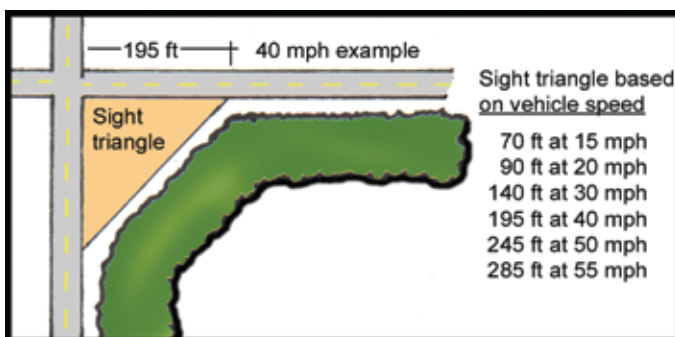 195 ft
40 mph example
Sight
triangle
Sight triangle based
on vehicle speed
70 ft at 15 mph
90 ft at 20 mph
140 ft at 30 mph
195 ft at 40 mph
245 ft at 50 mph
285 ft at 55 mph